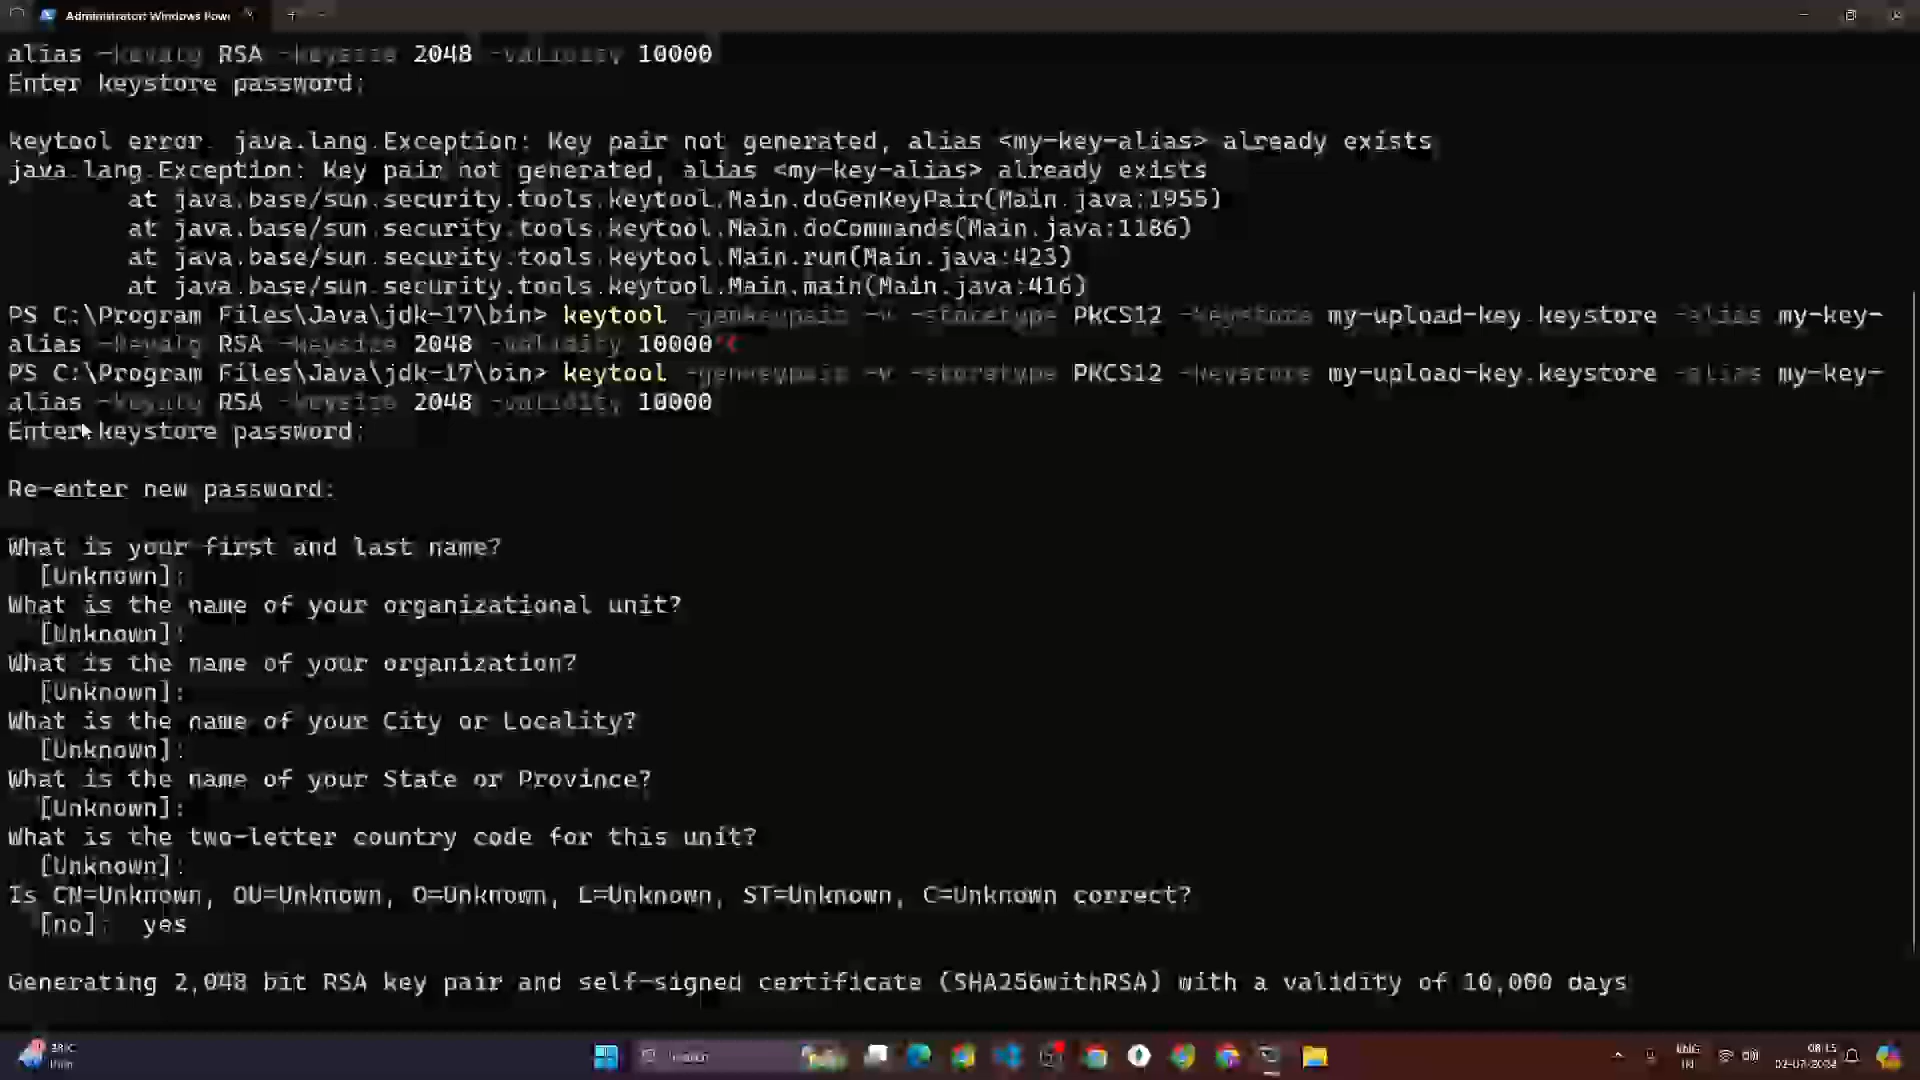 Administrator: Windows Pow
alias -keyalg RSA -keysize 2048 -validity 10000
Enter keystore password:
keytool error. java.lang.Exception: Key pair not generated, alias <my-key-alias> already exists
java.lang.Exception: Key pair not generated, alias <my-key-alias> already exists
at java.base/sun.security.tools.keytool.Main.doGenKeyPair(Main.java:1955)
at java.base/sun.security.tools.keytool.Main.doCommands(Main.java:1186)
at java.base/sun.security.tools.keytool.Main.run(Main.java:423)
at java.base/sun.security.tools.keytool.Main.main(Main.java:416)
PS C:\Program Files\Java\jdk-17\bin> keytool -genkeypair -v -storetype PKCS12 -keystore my-upload-key.keystore -alias my-key-
alias -keyalg RSA -keysize 2048 -validity 10000^C
PS C:\Program Files\Java\jdk-17\bin> keytool -genkeypair -v -storetype PKCS12 -keystore my-upload-key.keystore -alias my-key-
alias -keyalg RSA -keysize 2048 -validity 10000
Enter keystore password:
Re-enter new password:
What is your first and last name?
[Unknown]:
What is the name of your organizational unit?
[Unknown]:
What is the name of your organization?
[Unknown]:
What is the name of your City or Locality?
[Unknown]:
What is the name of your State or Province?
[Unknown]:
What is the two-letter country code for this unit?
[Unknown]:
Is CN=Unknown, OU=Unknown, O=Unknown, L=Unknown, ST=Unknown, C=Unknown correct?
[no]: yes
Generating 2,048 bit RSA key pair and self-signed certificate (SHA256withRSA) with a validity of 10,000 days
ENG
IN
08:15